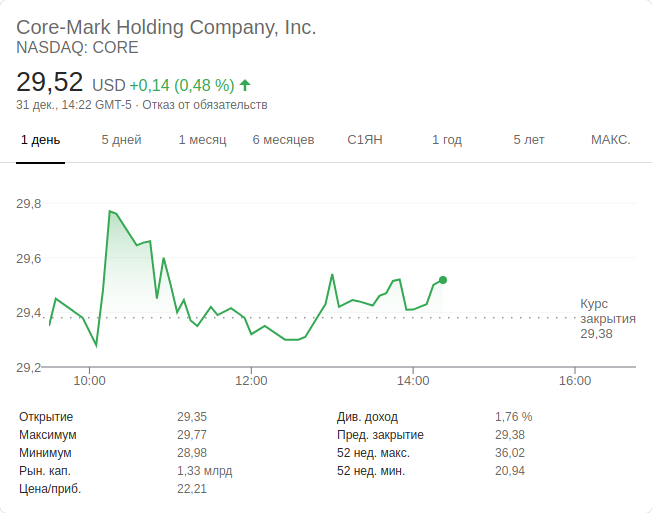 Core-Mark Holding Company, Inc.
NASDAQ: CORE
29,52 USD +0,14 (0,48 %)
31 дек., 14:22 GMT-5 · Отказ от обязательств
1 день 5 дней 1 месяц 6 месяцев С1ЯН 1 год 5 лет МАКС.
29,8
29,6
29,4
29,2
Курс
закрытия
29,38
10:00 12:00 14:00 16:00
Открытие 29,35 Див. доход 1,76 %
Максимум 29,77 Пред. закрытие 29,38
Минимум 28,98 52 нед. макс. 36,02
Рын. кап. 1,33 млрд 52 нед. мин. 20,94
Цена/приб. 22,21